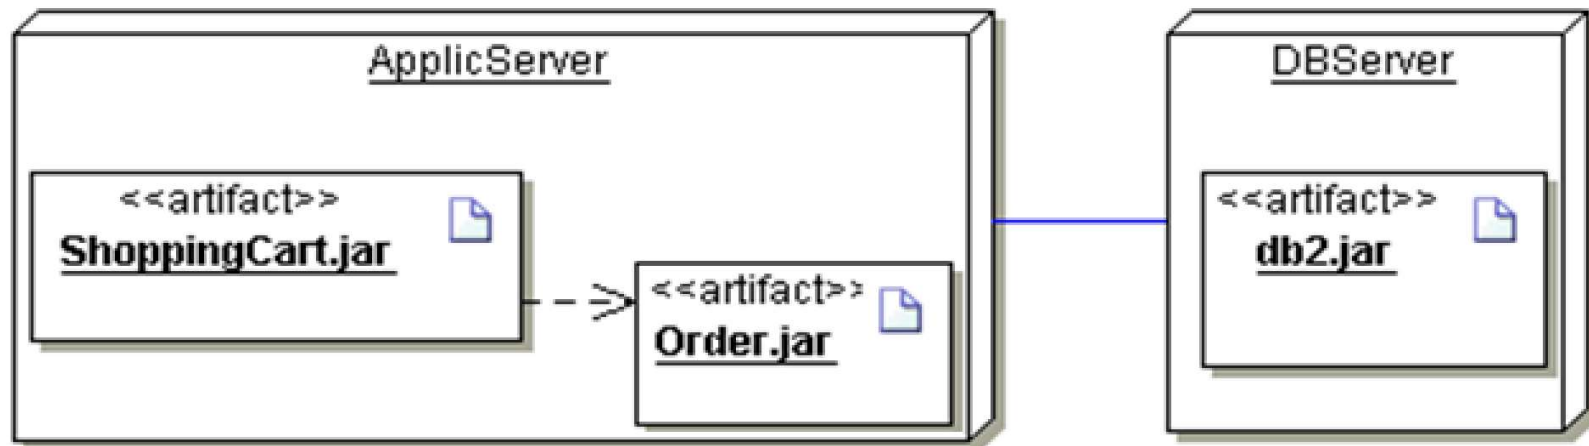 ApplicServer
<<artifact>>
ShoppingCart.jar
<<artifact>>
Order.jar
DBServer
<<artifact>>
db2.jar